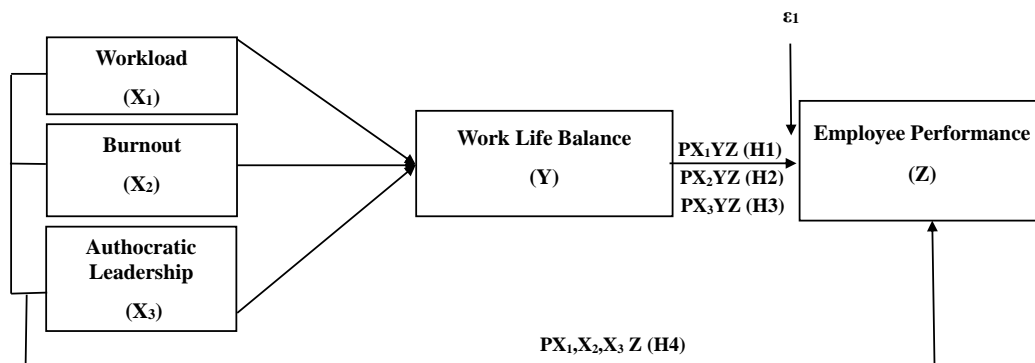 ε1
Workload
(X1)
Burnout
(X2)
Authocratic
Leadership
(X3)
Work Life Balance
(Y)
PX1YZ (H1)
PX2YZ (H2)
PX3YZ (H3)
Employee Performance
(Z)
PX1,X2,X3 Z (H4)